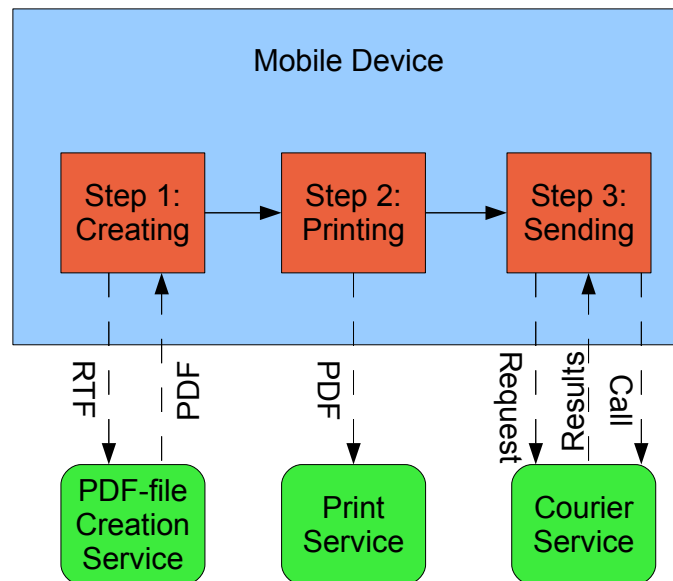 Mobile Device
Step 1:
Creating
Step 2:
Printing
Step 3:
Sending
RTF
PDF
PDF
Request
Results
Call
PDF-file
Creation
Service
Print
Service
Courier
Service